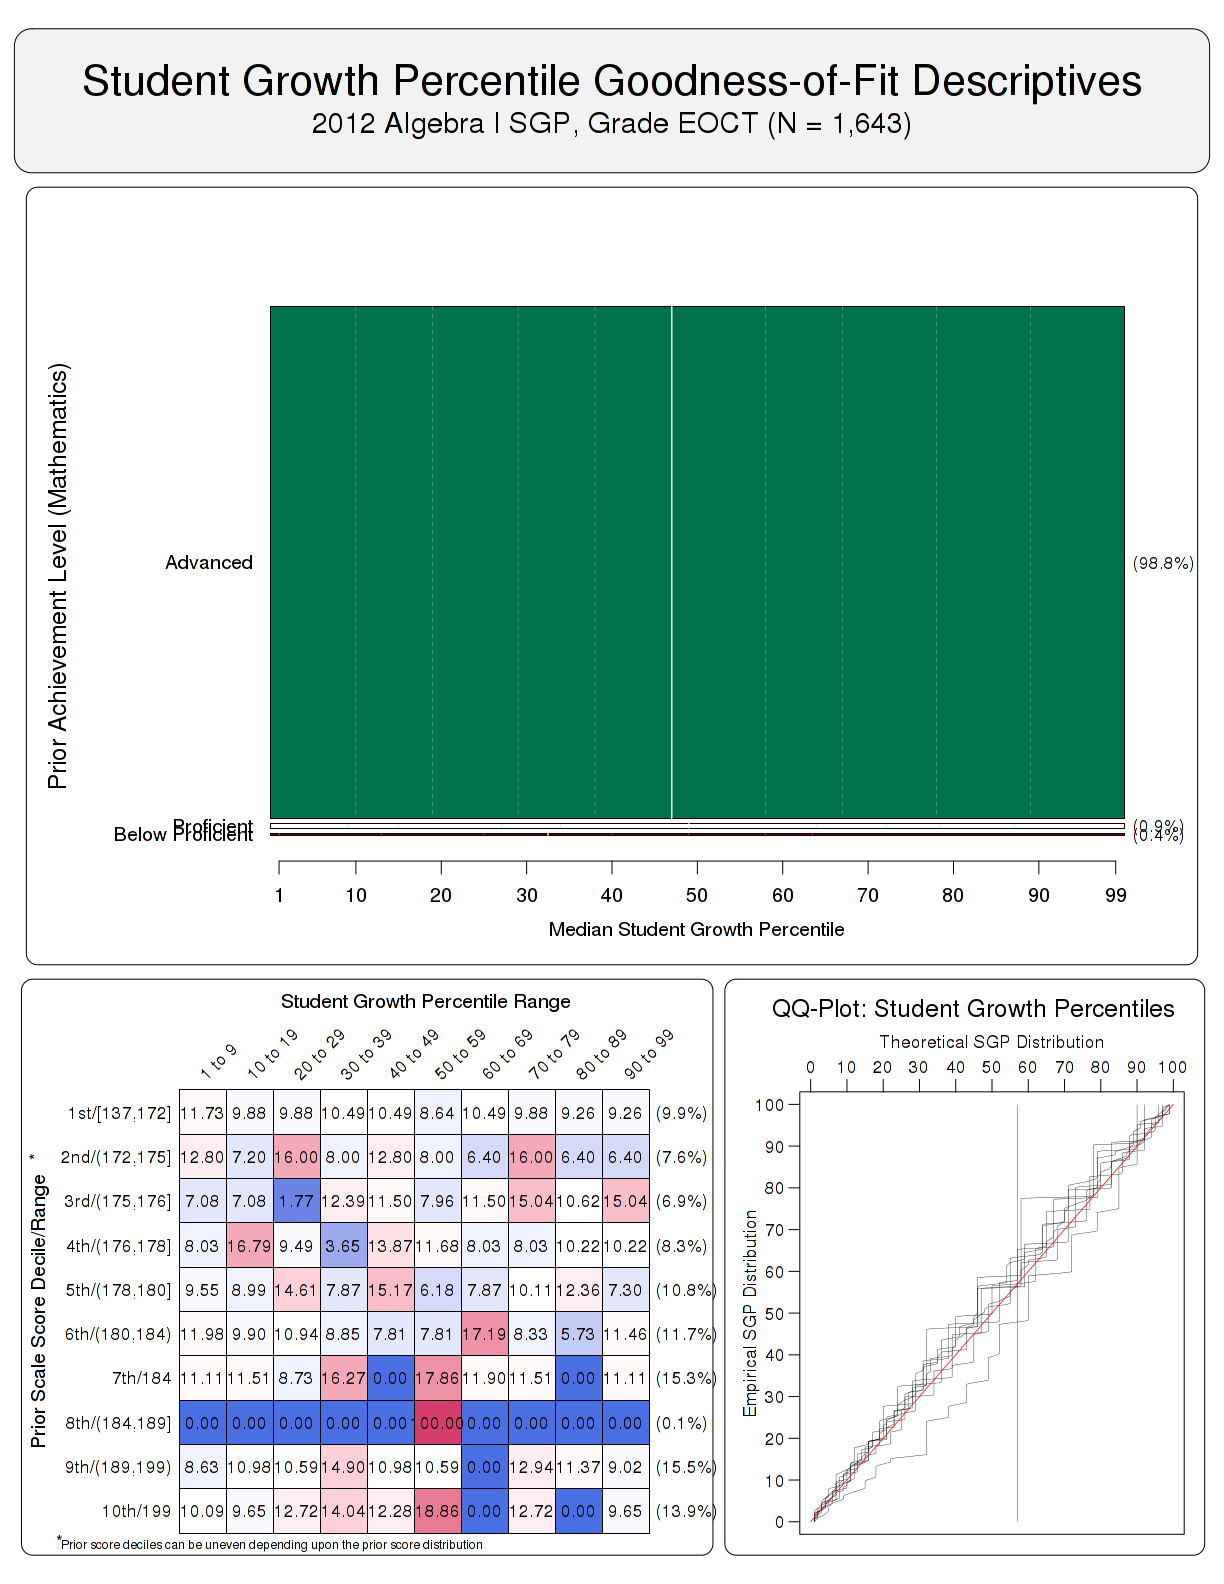 Student Growth Percentile Goodness-of-Fit Descriptives
2012 Algebra I SGP, Grade EOCT (N = 1,643)
Prior Achievement Level (Mathematics)
Advanced (98.8%)
Proficient (0.9%)
Below Proficient (0.4%)
1 10 20 30 40 50 60 70 80 90 99
Median Student Growth Percentile
Student Growth Percentile Range
1 to 9 10 to 19 20 to 29 30 to 39 40 to 49 50 to 59 60 to 69 70 to 79 80 to 89 90 to 99
Prior Scale Score Decile/Range *
1st/[137,172] 11.73 9.88 9.88 10.49 10.49 8.64 10.49 9.88 9.26 9.26 (9.9%)
2nd/(172,175] 12.80 7.20 16.00 8.00 12.80 8.00 6.40 16.00 6.40 6.40 (7.6%)
3rd/(175,176] 7.08 7.08 1.77 12.39 11.50 7.96 11.50 15.04 10.62 15.04 (6.9%)
4th/(176,178] 8.03 16.79 9.49 3.65 13.87 11.68 8.03 8.03 10.22 10.22 (8.3%)
5th/(178,180] 9.55 8.99 14.61 7.87 15.17 6.18 7.87 10.11 12.36 7.30 (10.8%)
6th/(180,184) 11.98 9.90 10.94 8.85 7.81 7.81 17.19 8.33 5.73 11.46 (11.7%)
7th/184 11.11 11.51 8.73 16.27 0.00 17.86 11.90 11.51 0.00 11.11 (15.3%)
8th/(184,189] 0.00 0.00 0.00 0.00 0.00 100.00 0.00 0.00 0.00 0.00 (0.1%)
9th/(189,199) 8.63 10.98 10.59 14.90 10.98 10.59 0.00 12.94 11.37 9.02 (15.5%)
10th/199 10.09 9.65 12.72 14.04 12.28 18.86 0.00 12.72 0.00 9.65 (13.9%)
*Prior score deciles can be uneven depending upon the prior score distribution
QQ-Plot: Student Growth Percentiles
Theoretical SGP Distribution
0 10 20 30 40 50 60 70 80 90 100
Empirical SGP Distribution
100
90
80
70
60
50
40
30
20
10
0